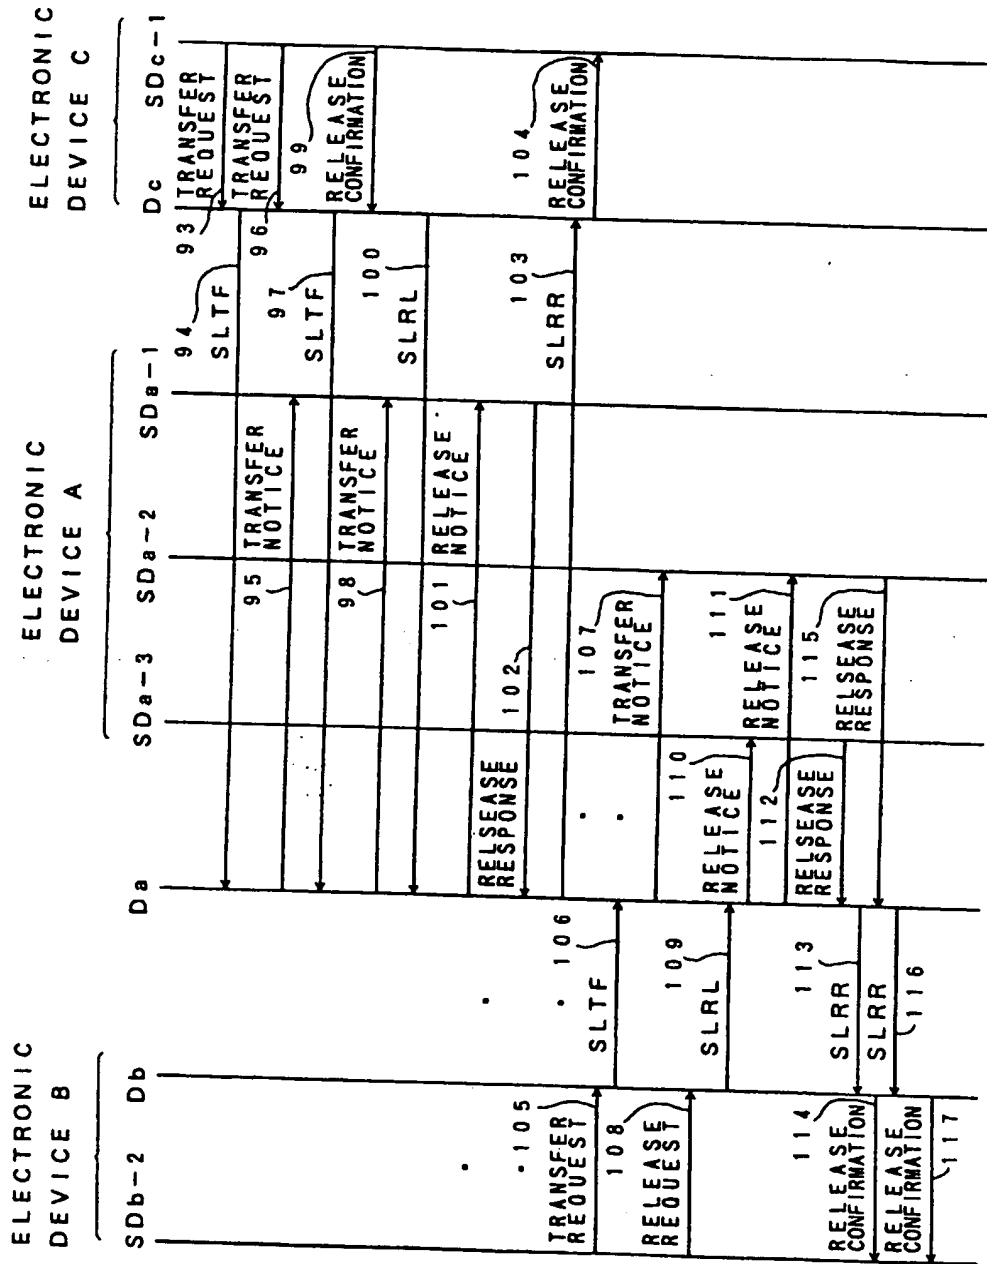 ELECTRONIC
DEVICE B
SDb-2
Db
ELECTRONIC
DEVICE A
Da
SDa-3
SDa-2
SDa-1
ELECTRONIC
DEVICE C
Dc
SDc-1
93
TRANSFER
REQUEST
94
SLTF
95
TRANSFER
NOTICE
96
TRANSFER
REQUEST
97
SLTF
98
TRANSFER
NOTICE
99
RELEASE
CONFIRMATION
100
SLRL
101
RELEASE
NOTICE
102
RELSEASE
RESPONSE
103
SLRR
104
RELEASE
CONFIRMATION
105
TRANSFER
REQUEST
106
SLTF
107
TRANSFER
NOTICE
108
RELEASE
REQUEST
109
SLRL
110
RELEASE
NOTICE
111
RELEASE
NOTICE
112
RELSEASE
RESPONSE
113
SLRR
114
RELEASE
CONFIRMATION
115
RELSEASE
RESPONSE
SLRR
116
RELEASE
CONFIRMATION
117